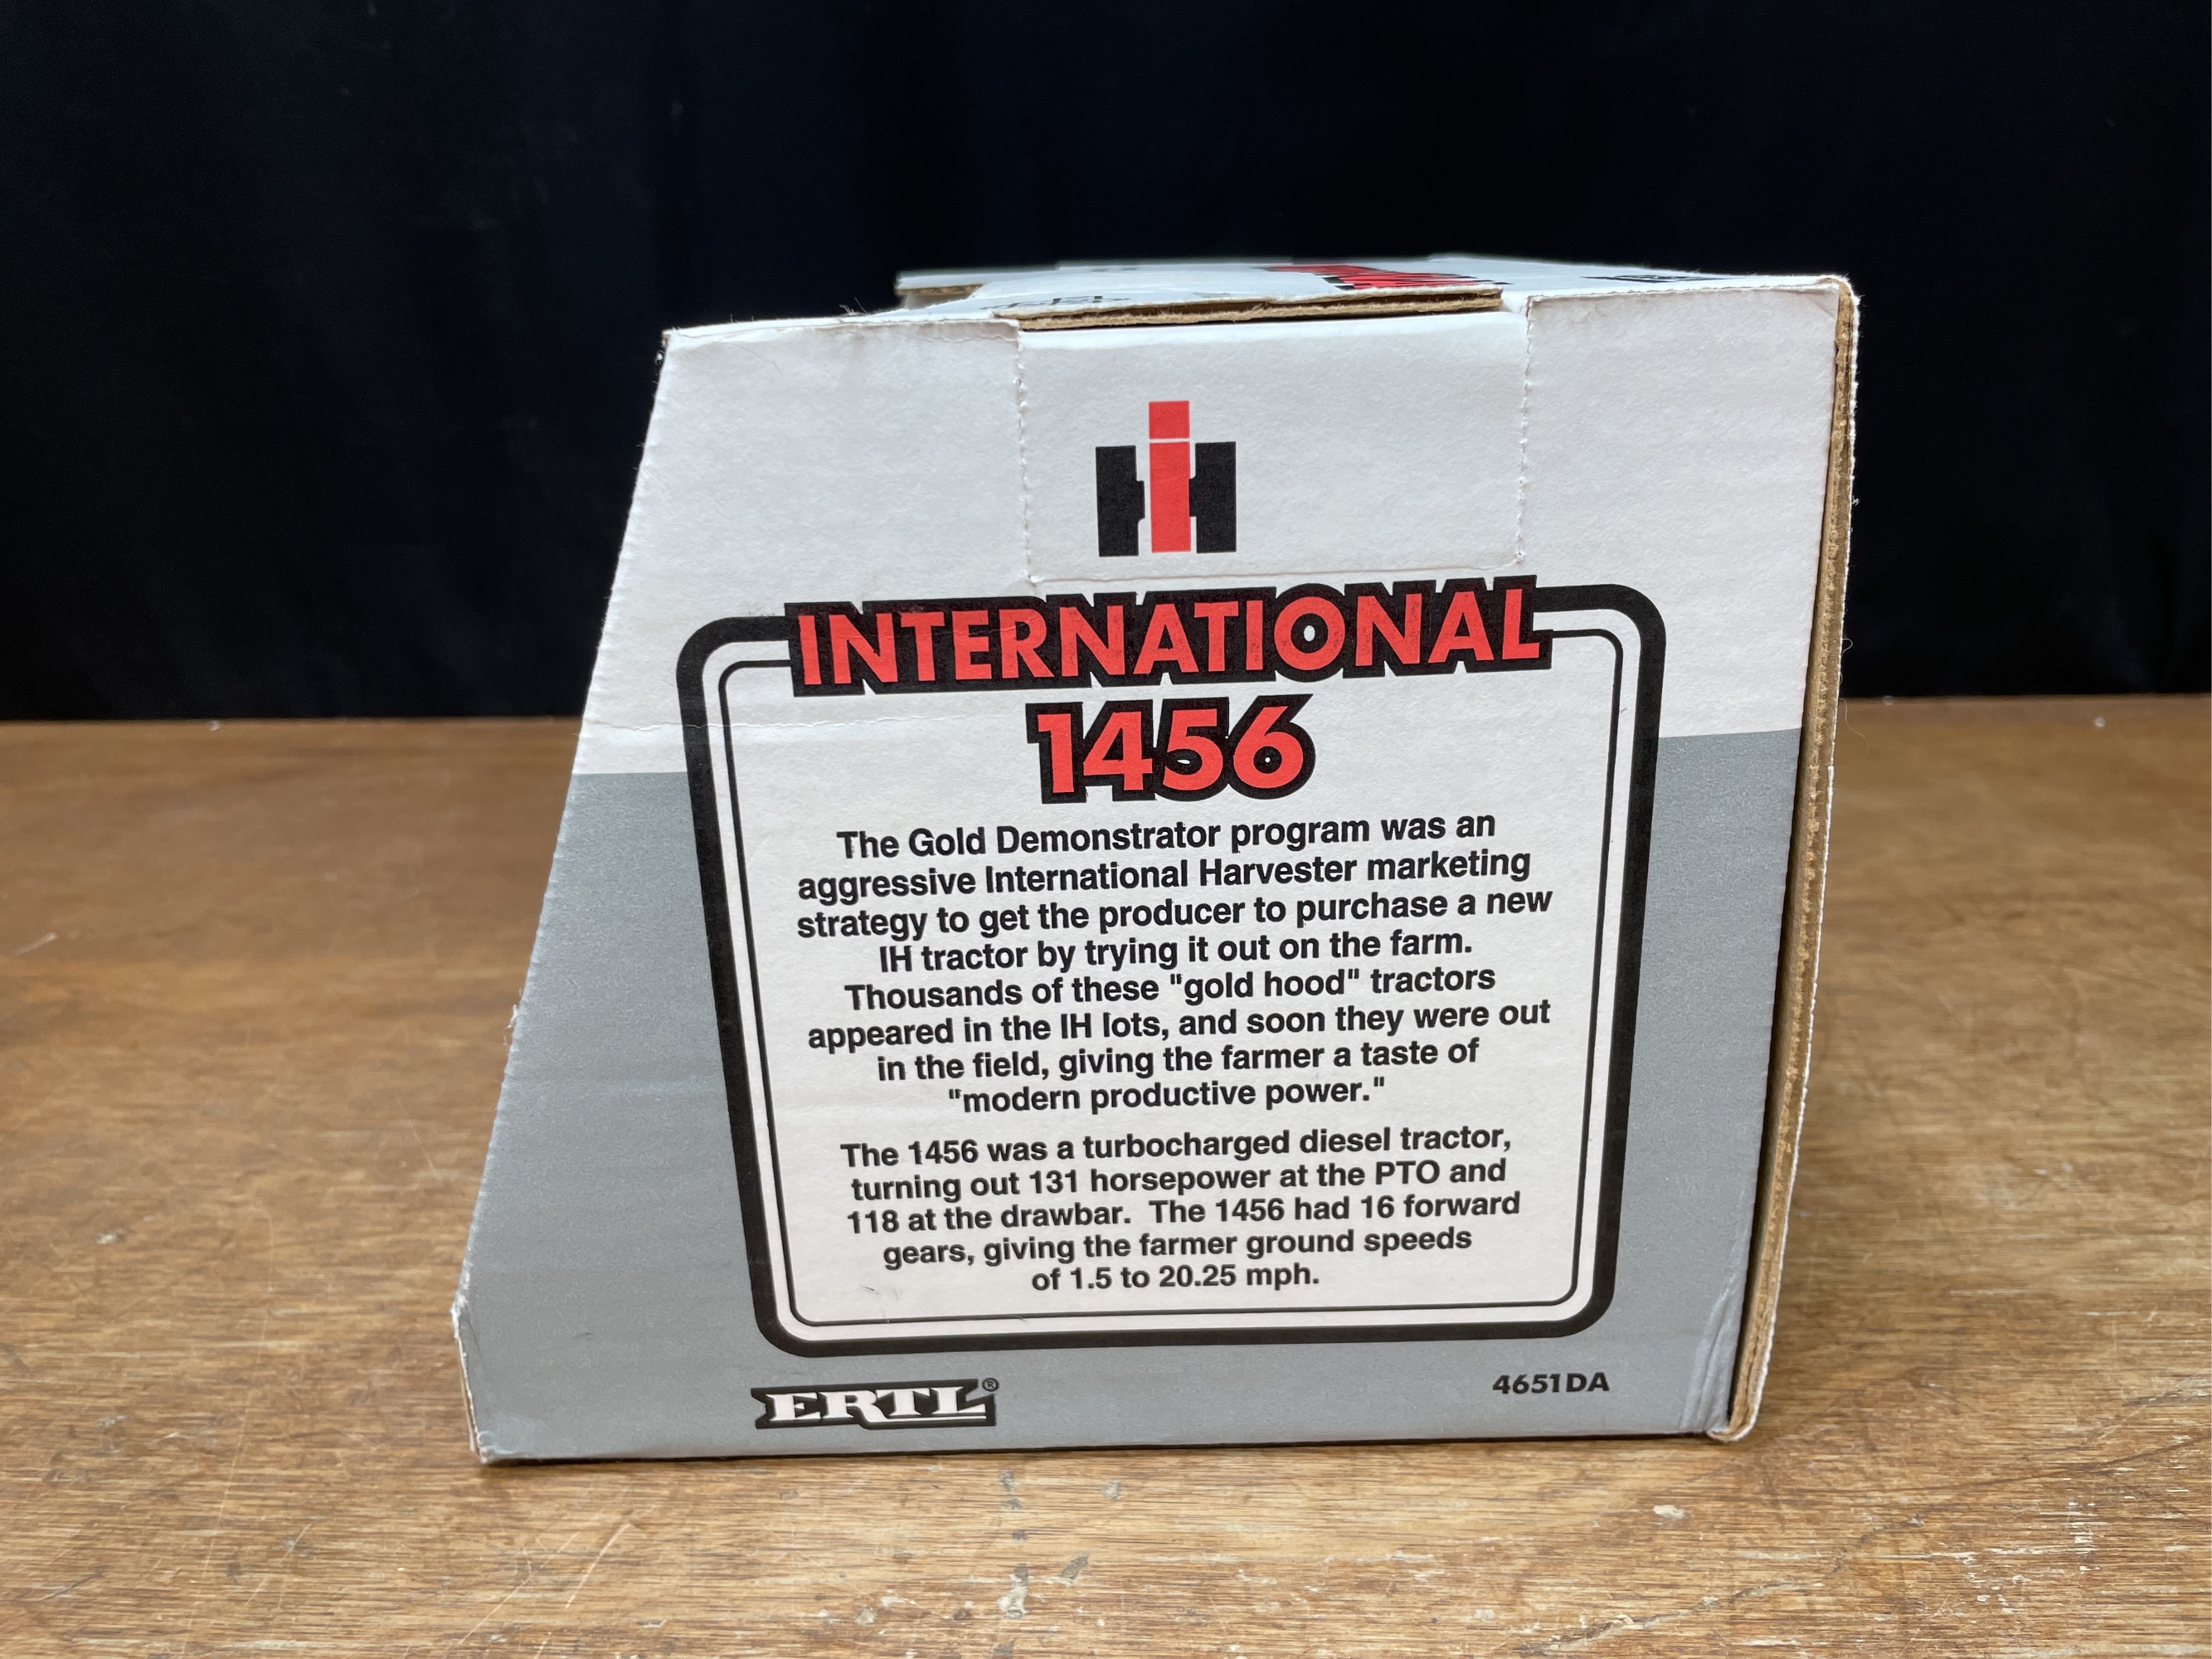 IH
INTERNATIONAL
1456
The Gold Demonstrator program was an
aggressive International Harvester marketing
strategy to get the producer to purchase a new
IH tractor by trying it out on the farm.
Thousands of these "gold hood" tractors
appeared in the IH lots, and soon they were out
in the field, giving the farmer a taste of
"modern productive power."
The 1456 was a turbocharged diesel tractor,
turning out 131 horsepower at the PTO and
118 at the drawbar. The 1456 had 16 forward
gears, giving the farmer ground speeds
of 1.5 to 20.25 mph.
ERTL®
4651DA